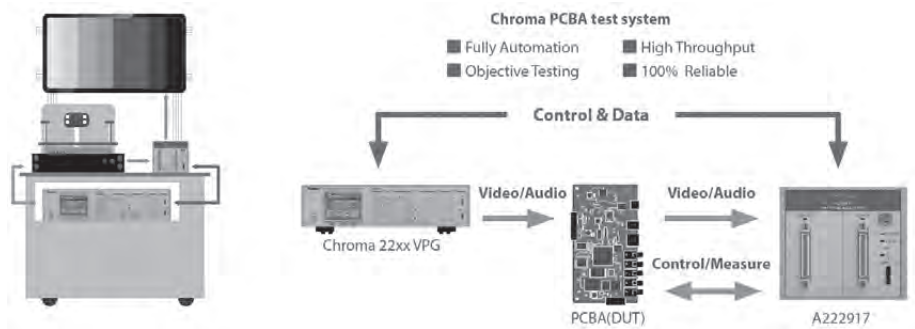 Chroma PCBA test system
Fully Automation
High Throughput
Objective Testing
100% Reliable
Control & Data
Video/Audio
Video/Audio
Chroma 22xx VPG
Control/Measure
PCBA(DUT)
A222917